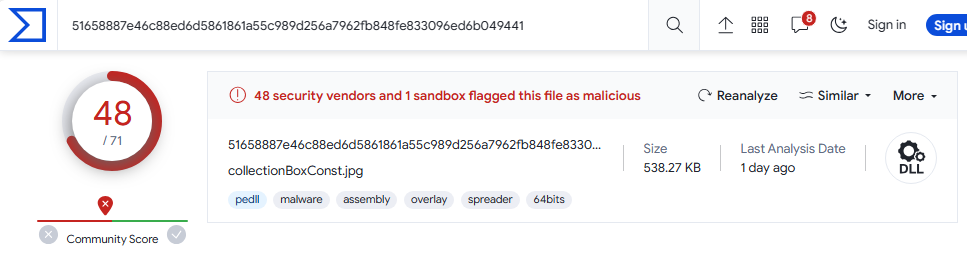 51658887e46c88ed6d5861861a55c989d256a7962fb848fe833096ed6b049441
8
Sign in
Sign u
48
/ 71
Community Score
48 security vendors and 1 sandbox flagged this file as malicious
Reanalyze
Similar
More
51658887e46c88ed6d5861861a55c989d256a7962fb848fe8330...
collectionBoxConst.jpg
pedll malware assembly overlay spreader 64bits
Size
538.27 KB
Last Analysis Date
1 day ago
DLL